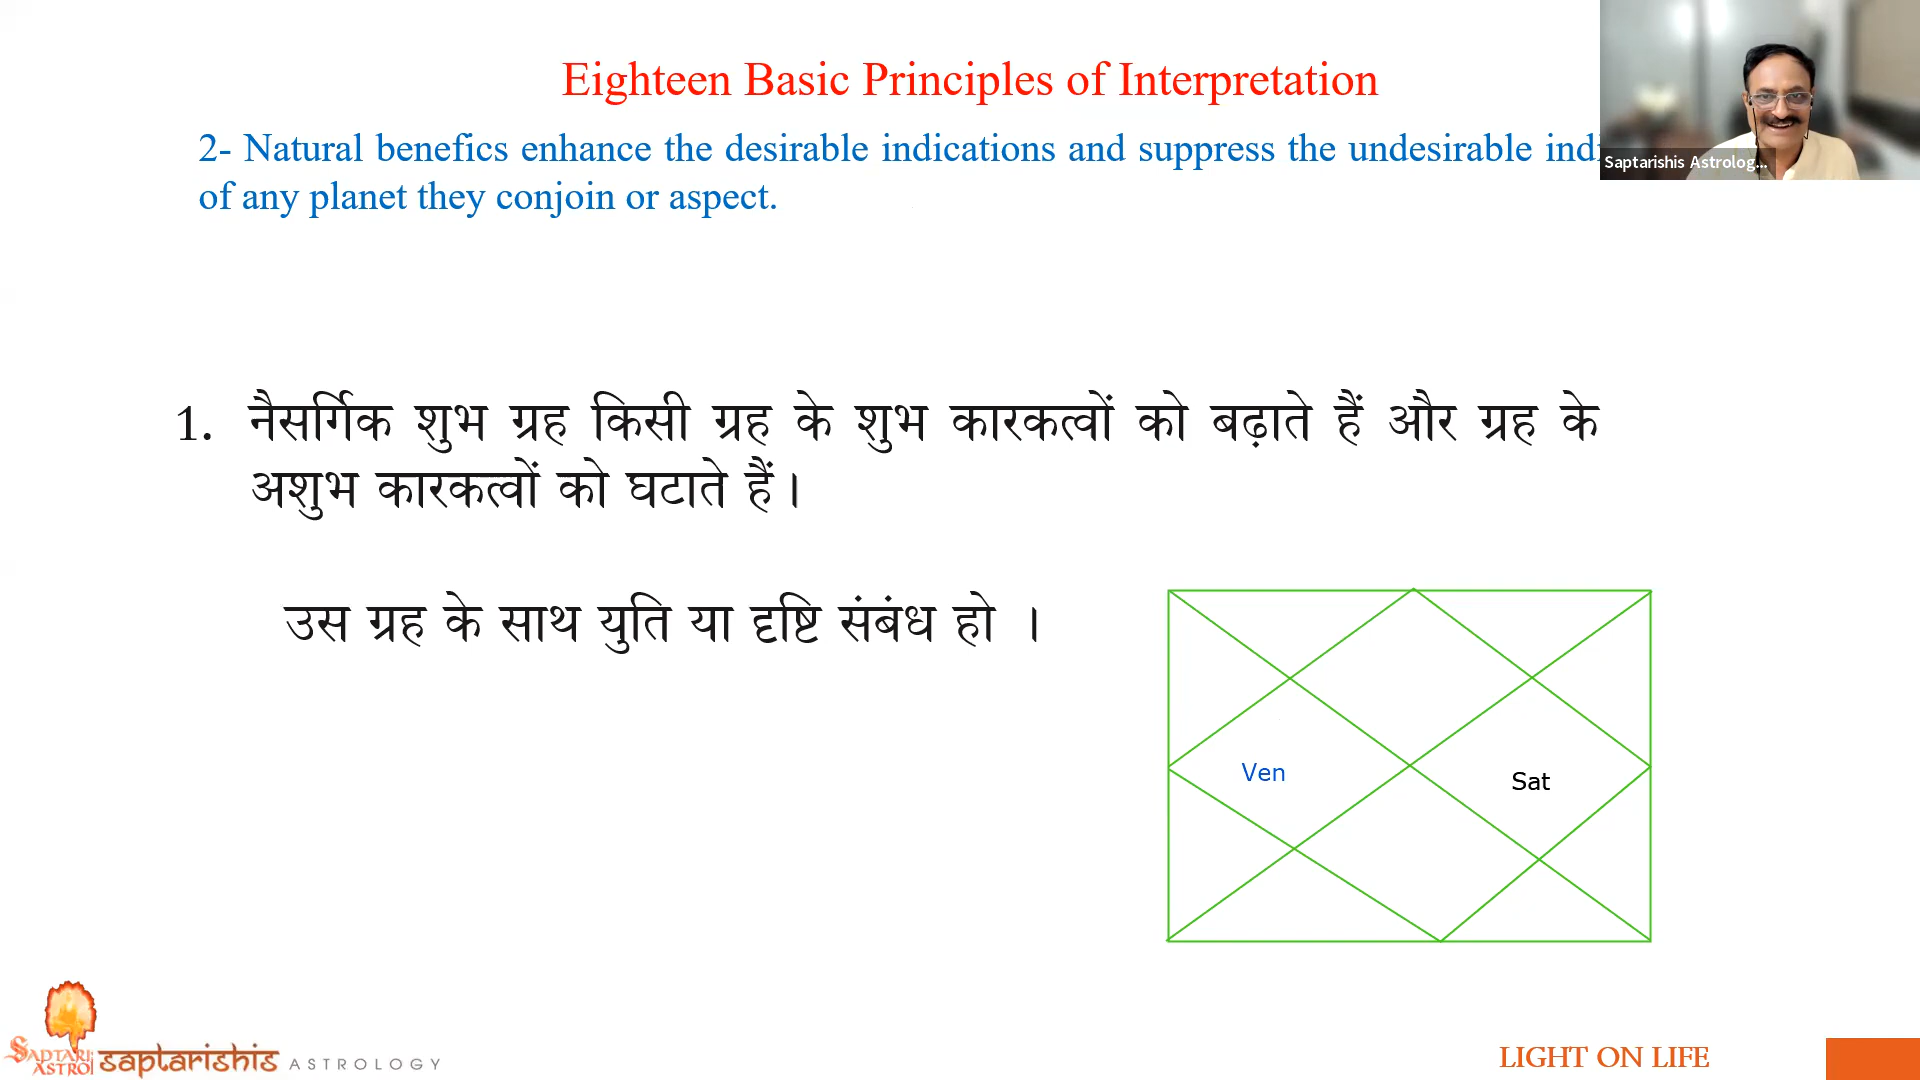 Eighteen Basic Principles of Interpretation
2- Natural benefics enhance the desirable indications and suppress the undesirable
of any planet they conjoin or aspect.
Saptarishis Astrolog...
1. नैसर्गिक शुभ ग्रह किसी ग्रह के शुभ कारकत्वों को बढ़ाते हैं और ग्रह के
अशुभ कारकत्वों को घटाते हैं।
उस ग्रह के साथ युति या दृष्टि संबंध हो ।
Ven
Sat
saptarishis ASTROLOGY
LIGHT ON LIFE